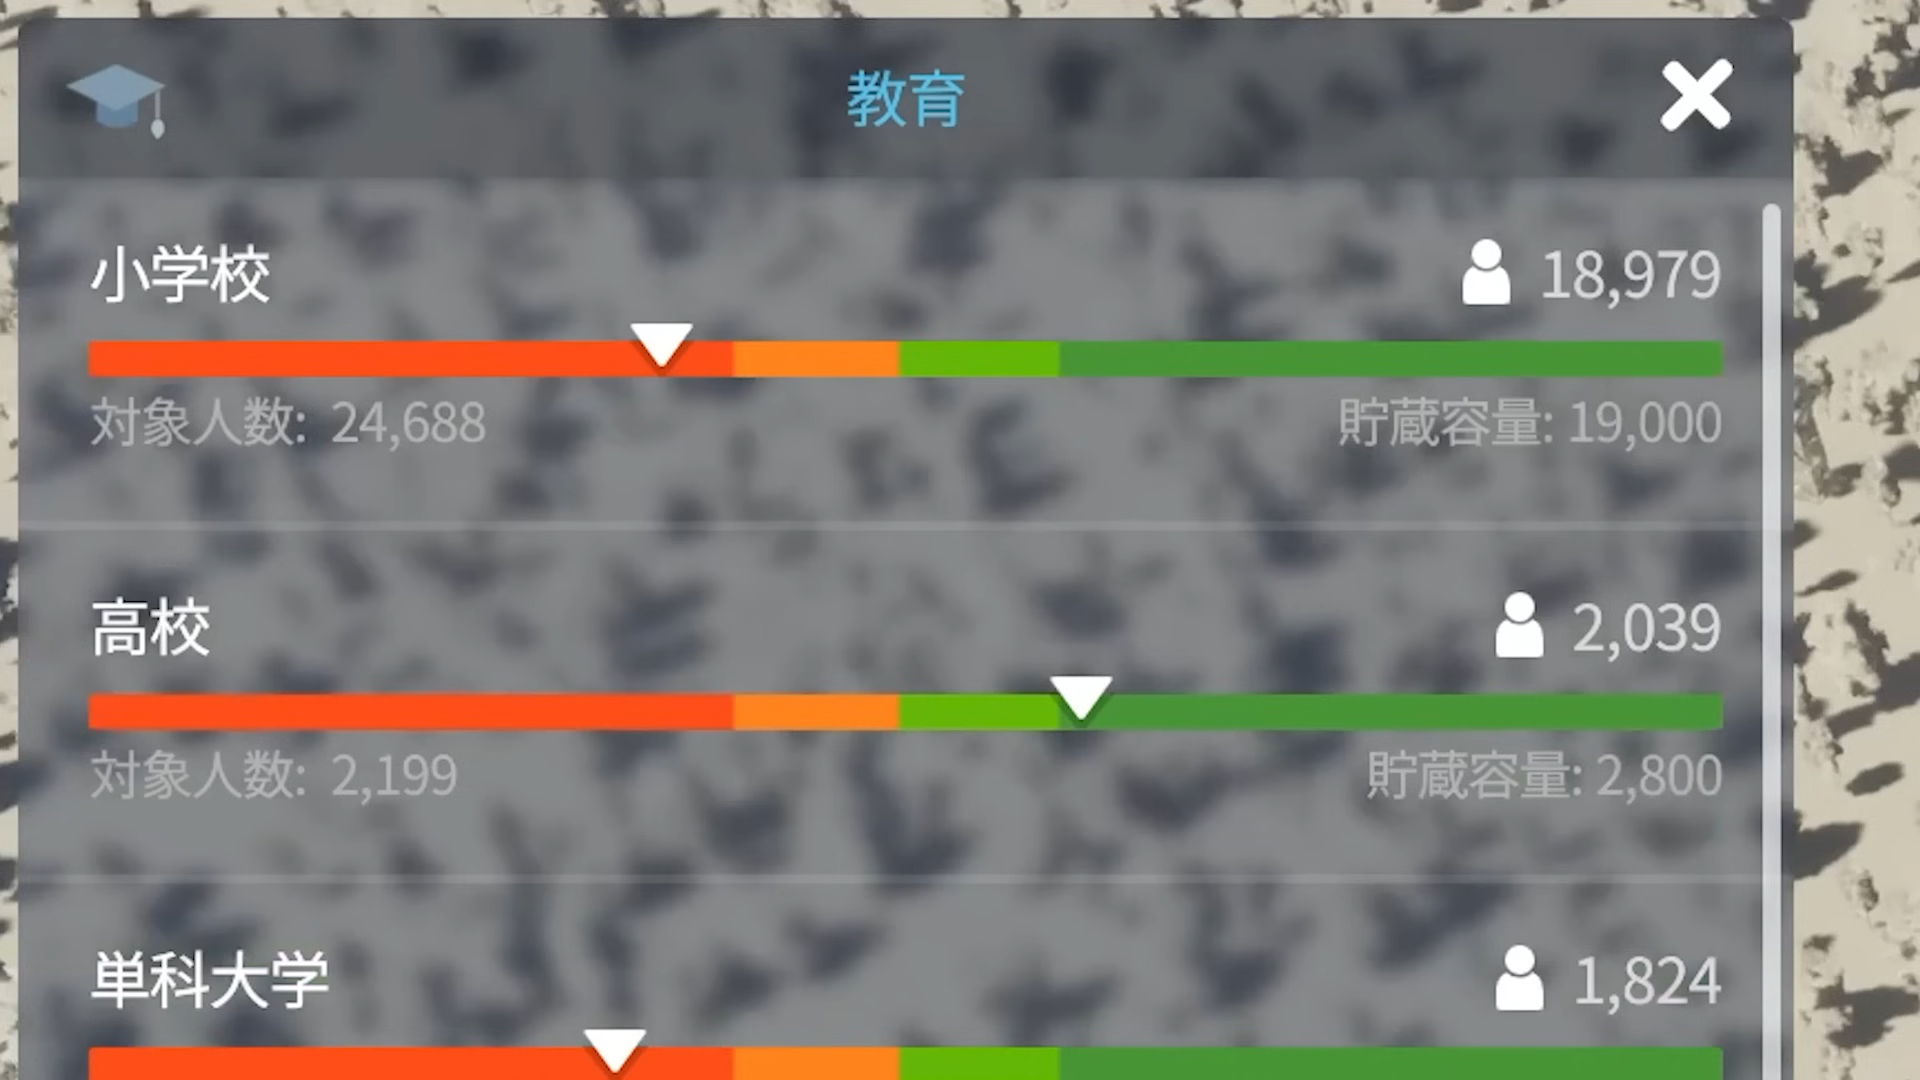 教育
小学校 18,979
対象人数: 24,688 貯蔵容量: 19,000
高校 2,039
対象人数: 2,199 貯蔵容量: 2,800
単科大学 1,824